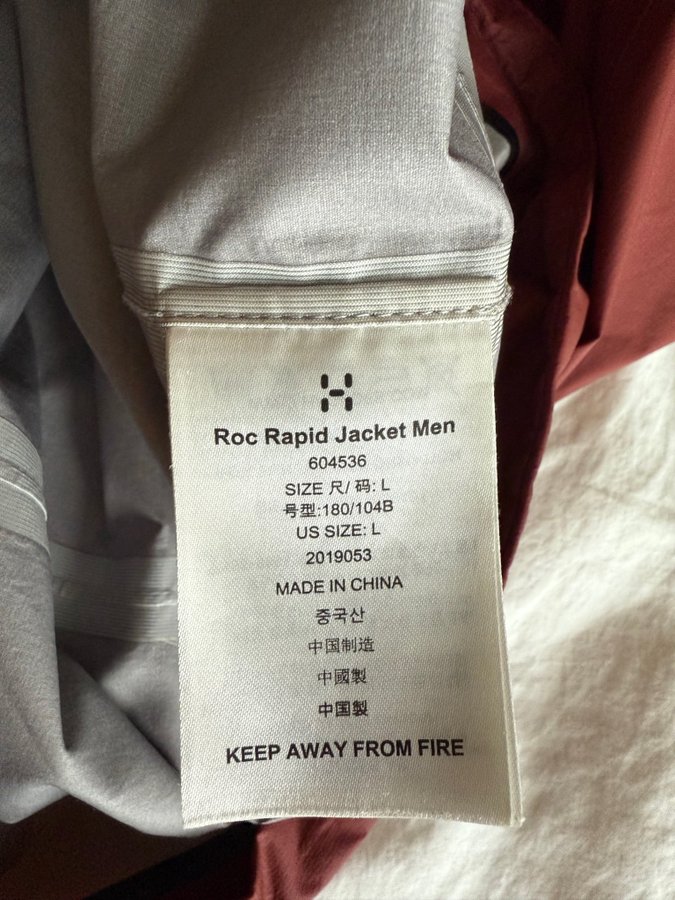 Roc Rapid Jacket Men
604536
SIZE 尺/ 码: L
号型:180/104B
US SIZE: L
2019053
MADE IN CHINA
중국산
中国制造
中國製
中国製
KEEP AWAY FROM FIRE